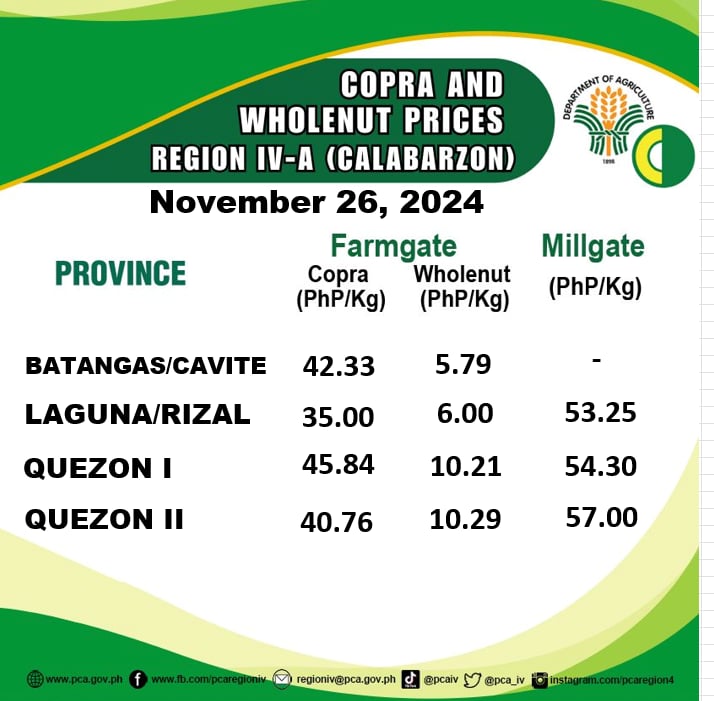 COPRA AND
WHOLENUT PRICES
REGION IV-A (CALABARZON)
DEPARTMENT OF AGRICULTURE
1898
November 26, 2024
PROVINCE
Farmgate
Millgate
Copra Wholenut
(PhP/Kg) (PhP/Kg) (PhP/Kg)
BATANGAS/CAVITE 42.33 5.79 -
LAGUNA/RIZAL 35.00 6.00 53.25
QUEZON I 45.84 10.21 54.30
QUEZON II 40.76 10.29 57.00
www.pca.gov.ph www.fb.com/pcaregioniv regioniv@pca.gov.ph TikTok @pcaiv @pca_iv instagram.com/pcaregion4